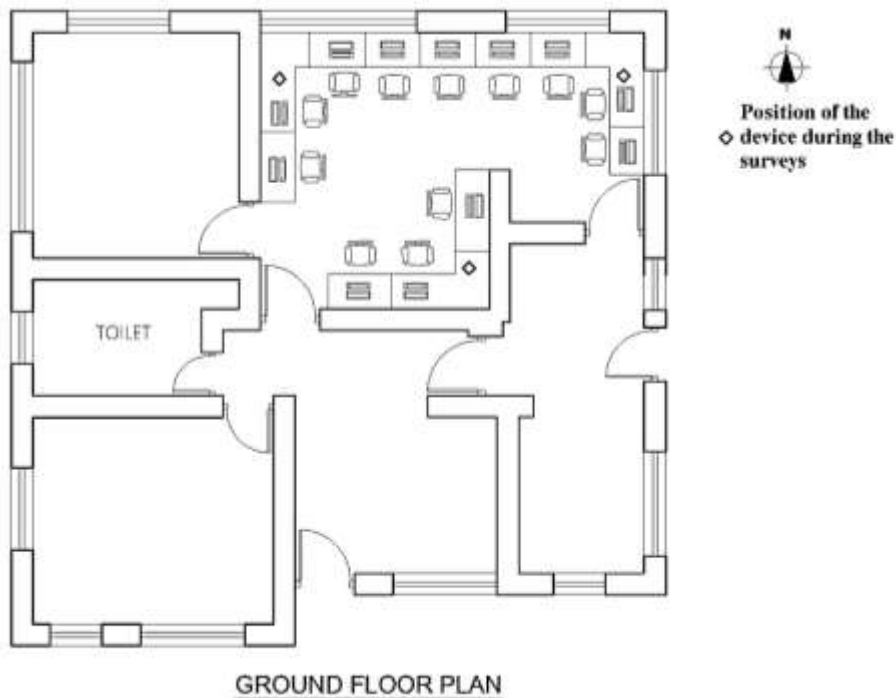 N
Position of the
device during the
surveys
TOILET
GROUND FLOOR PLAN